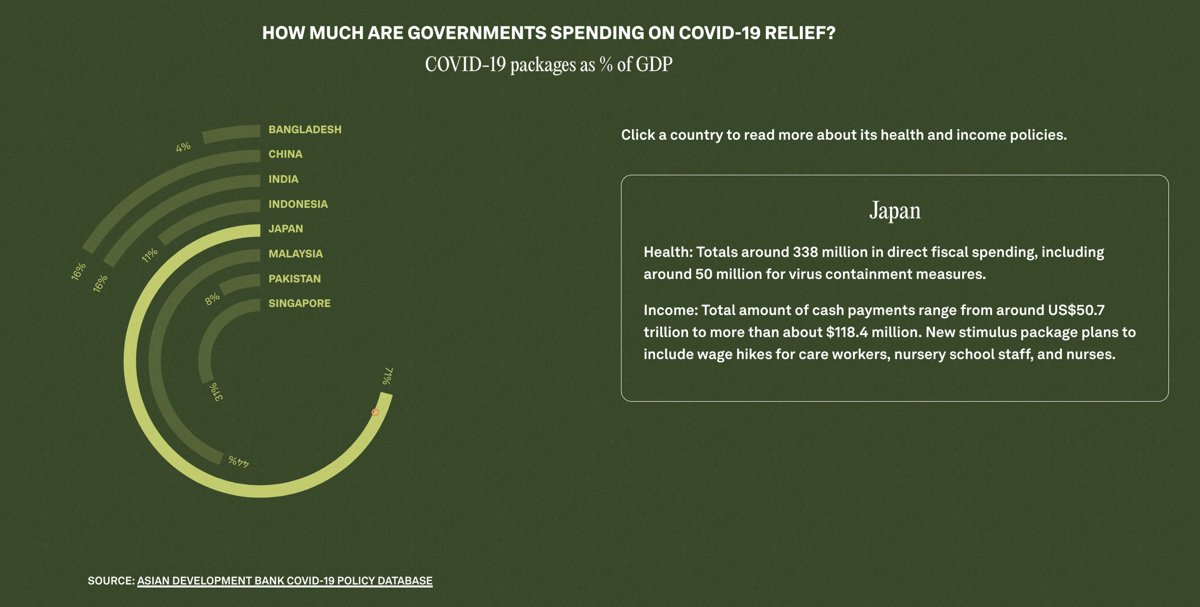 HOW MUCH ARE GOVERNMENTS SPENDING ON COVID-19 RELIEF?
COVID-19 packages as % of GDP
BANGLADESH
4%
CHINA
16%
INDIA
16%
INDONESIA
11%
JAPAN
71%
MALAYSIA
44%
PAKISTAN
8%
SINGAPORE
31%
Click a country to read more about its health and income policies.
Japan
Health: Totals around 338 million in direct fiscal spending, including
around 50 million for virus containment measures.
Income: Total amount of cash payments range from around US$50.7
trillion to more than about $118.4 million. New stimulus package plans to
include wage hikes for care workers, nursery school staff, and nurses.
SOURCE: ASIAN DEVELOPMENT BANK COVID-19 POLICY DATABASE